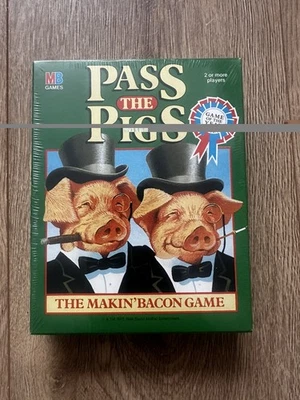 MB
GAMES
2 or more
players
PASS
THE
PIGS
GAME
OF THE
THE MAKIN' BACON GAME